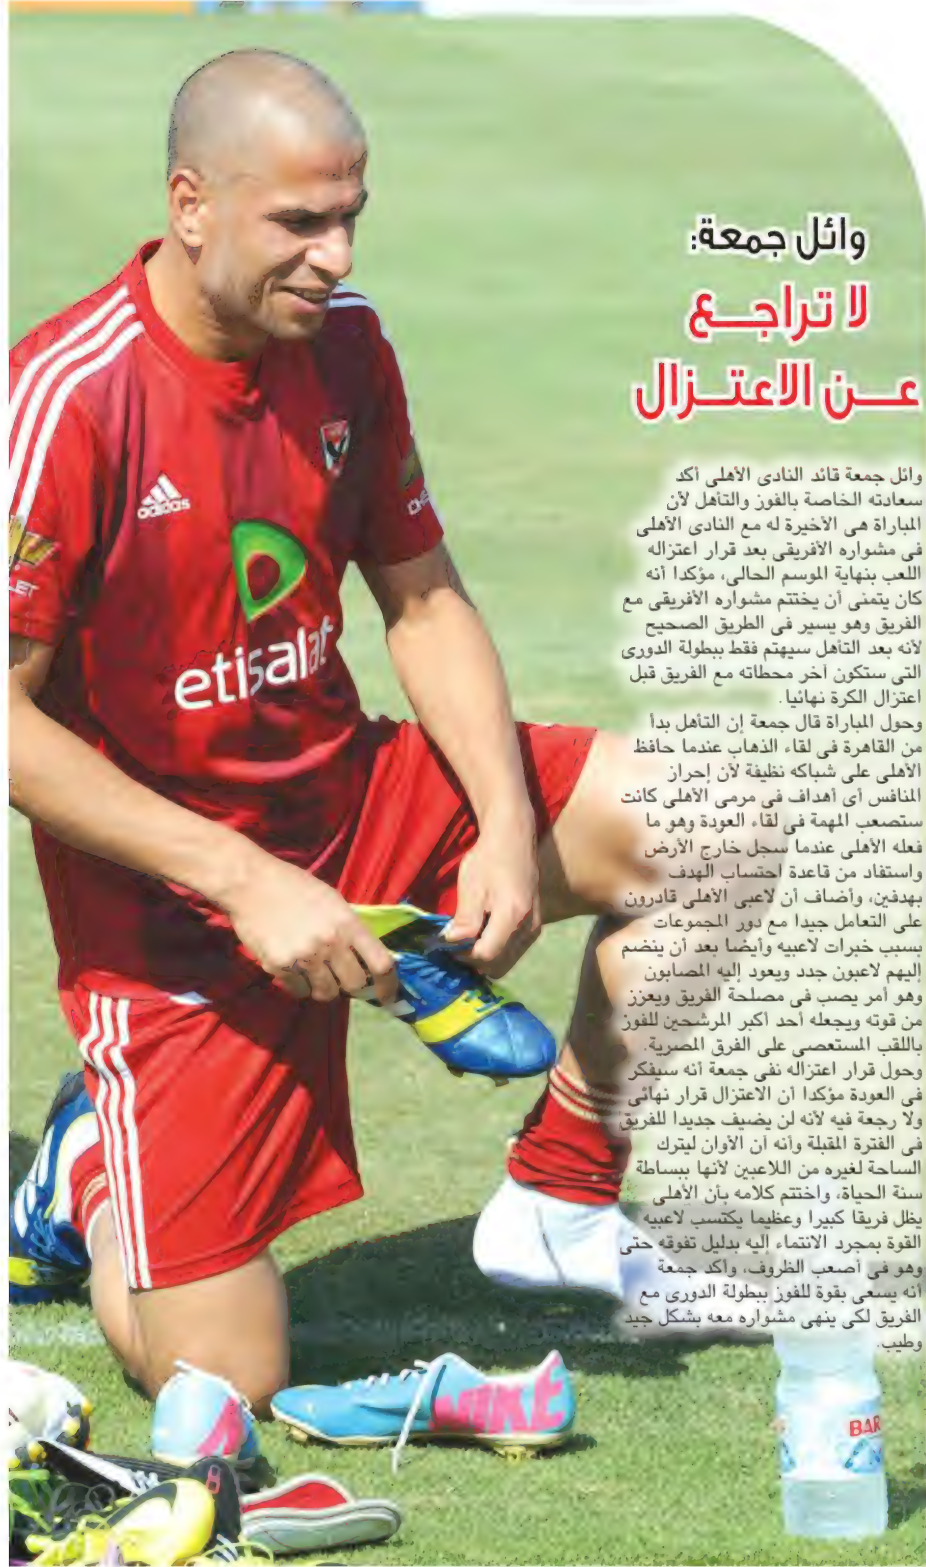 وائل جمعة:
لا تراجـــع
عـــن الاعتــزال
وائل جمعة قائد النادى الأهلى أكد
سعادته الخاصة بالفوز والتأهل لأن
المباراة هى الأخيرة له مع النادى الأهلى
فى مشواره الأفريقى بعد قرار اعتزاله
اللعب بنهاية الموسم الحالى، مؤكدا أنه
كان يتمنى أن يختتم مشواره الأفريقى مع
الفريق وهو يسير فى الطريق الصحيح
لأنه بعد التأهل سيهتم فقط ببطولة الدورى
التى ستكون آخر محطاته مع الفريق قبل
اعتزال الكرة نهائيا.
وحول المباراة قال جمعة إن التأهل بدأ
من القاهرة فى لقاء الذهاب عندما حافظ
الأهلى على شباكه نظيفة لأن إحراز
المنافس أى أهداف فى مرمى الأهلى كانت
ستصعب المهمة فى لقاء العودة وهو ما
فعله الأهلى عندما سجل خارج الأرض
واستفاد من قاعدة احتساب الهدف
بهدفين، وأضاف أن لاعبى الأهلى قادرون
على التعامل جيدا مع دور المجموعات
بسبب خبرات لاعبيه وأيضا بعد أن ينضم
إليهم لاعبون جدد ويعود إليه المصابون
وهو أمر يصب فى مصلحة الفريق ويعزز
من قوته ويجعله أحد أكبر المرشحين للفوز
باللقب المستعصى على الفرق المصرية.
وحول قرار اعتزاله نفى جمعة أنه سيفكر
فى العودة مؤكدا أن الاعتزال قرار نهائى
ولا رجعة فيه لأنه لن يضيف جديدا للفريق
فى الفترة المقبلة وأنه آن الأوان ليترك
الساحة لغيره من اللاعبين لأنها ببساطة
سنة الحياة، واختتم كلامه بأن الأهلى
يظل فريقا كبيرا وعظيما يكتسب لاعبيه
القوة بمجرد الانتماء إليه بدليل تفوقه حتى
وهو فى أصعب الظروف، وأكد جمعة
أنه يسعى بقوة للفوز ببطولة الدورى مع
الفريق لكى ينهى مشواره معه بشكل جيد
وطيب.
adidas
CHE
LET
etisalat
NIKE
BAR